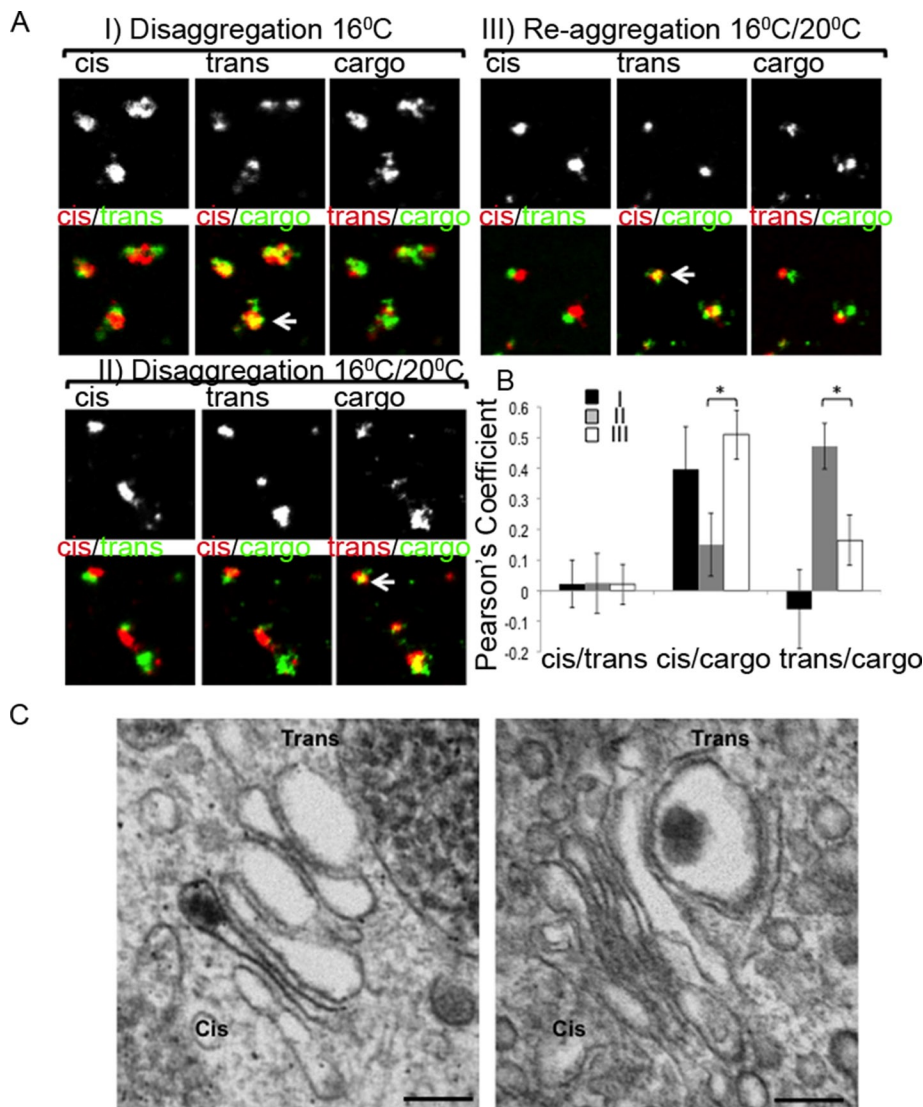 A
I) Disaggregation 16⁰C
cis trans cargo
cis/trans cis/cargo trans/cargo
III) Re-aggregation 16⁰C/20⁰C
cis trans cargo
cis/trans cis/cargo trans/cargo
II) Disaggregation 16⁰C/20⁰C
cis trans cargo
cis/trans cis/cargo trans/cargo
B
I
II
III
* *
Pearson's Coefficient
0.6
0.5
0.4
0.3
0.2
0.1
0
-0.1
-0.2
cis/trans cis/cargo trans/cargo
C
Trans
Cis
Trans
Cis